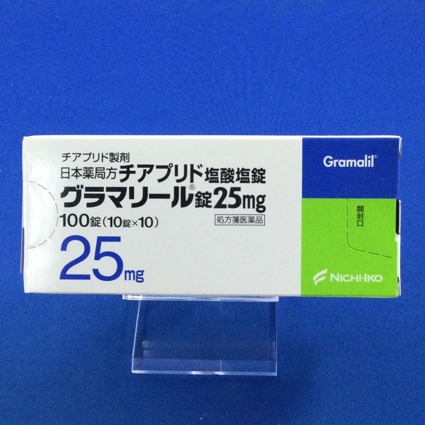 チアプリド製剤
日本薬局方チアプリド塩酸塩錠
グラマリール®錠25mg
100錠(10錠×10)
処方箋医薬品
25mg
Gramalil®
開封口
NICHI-IKO